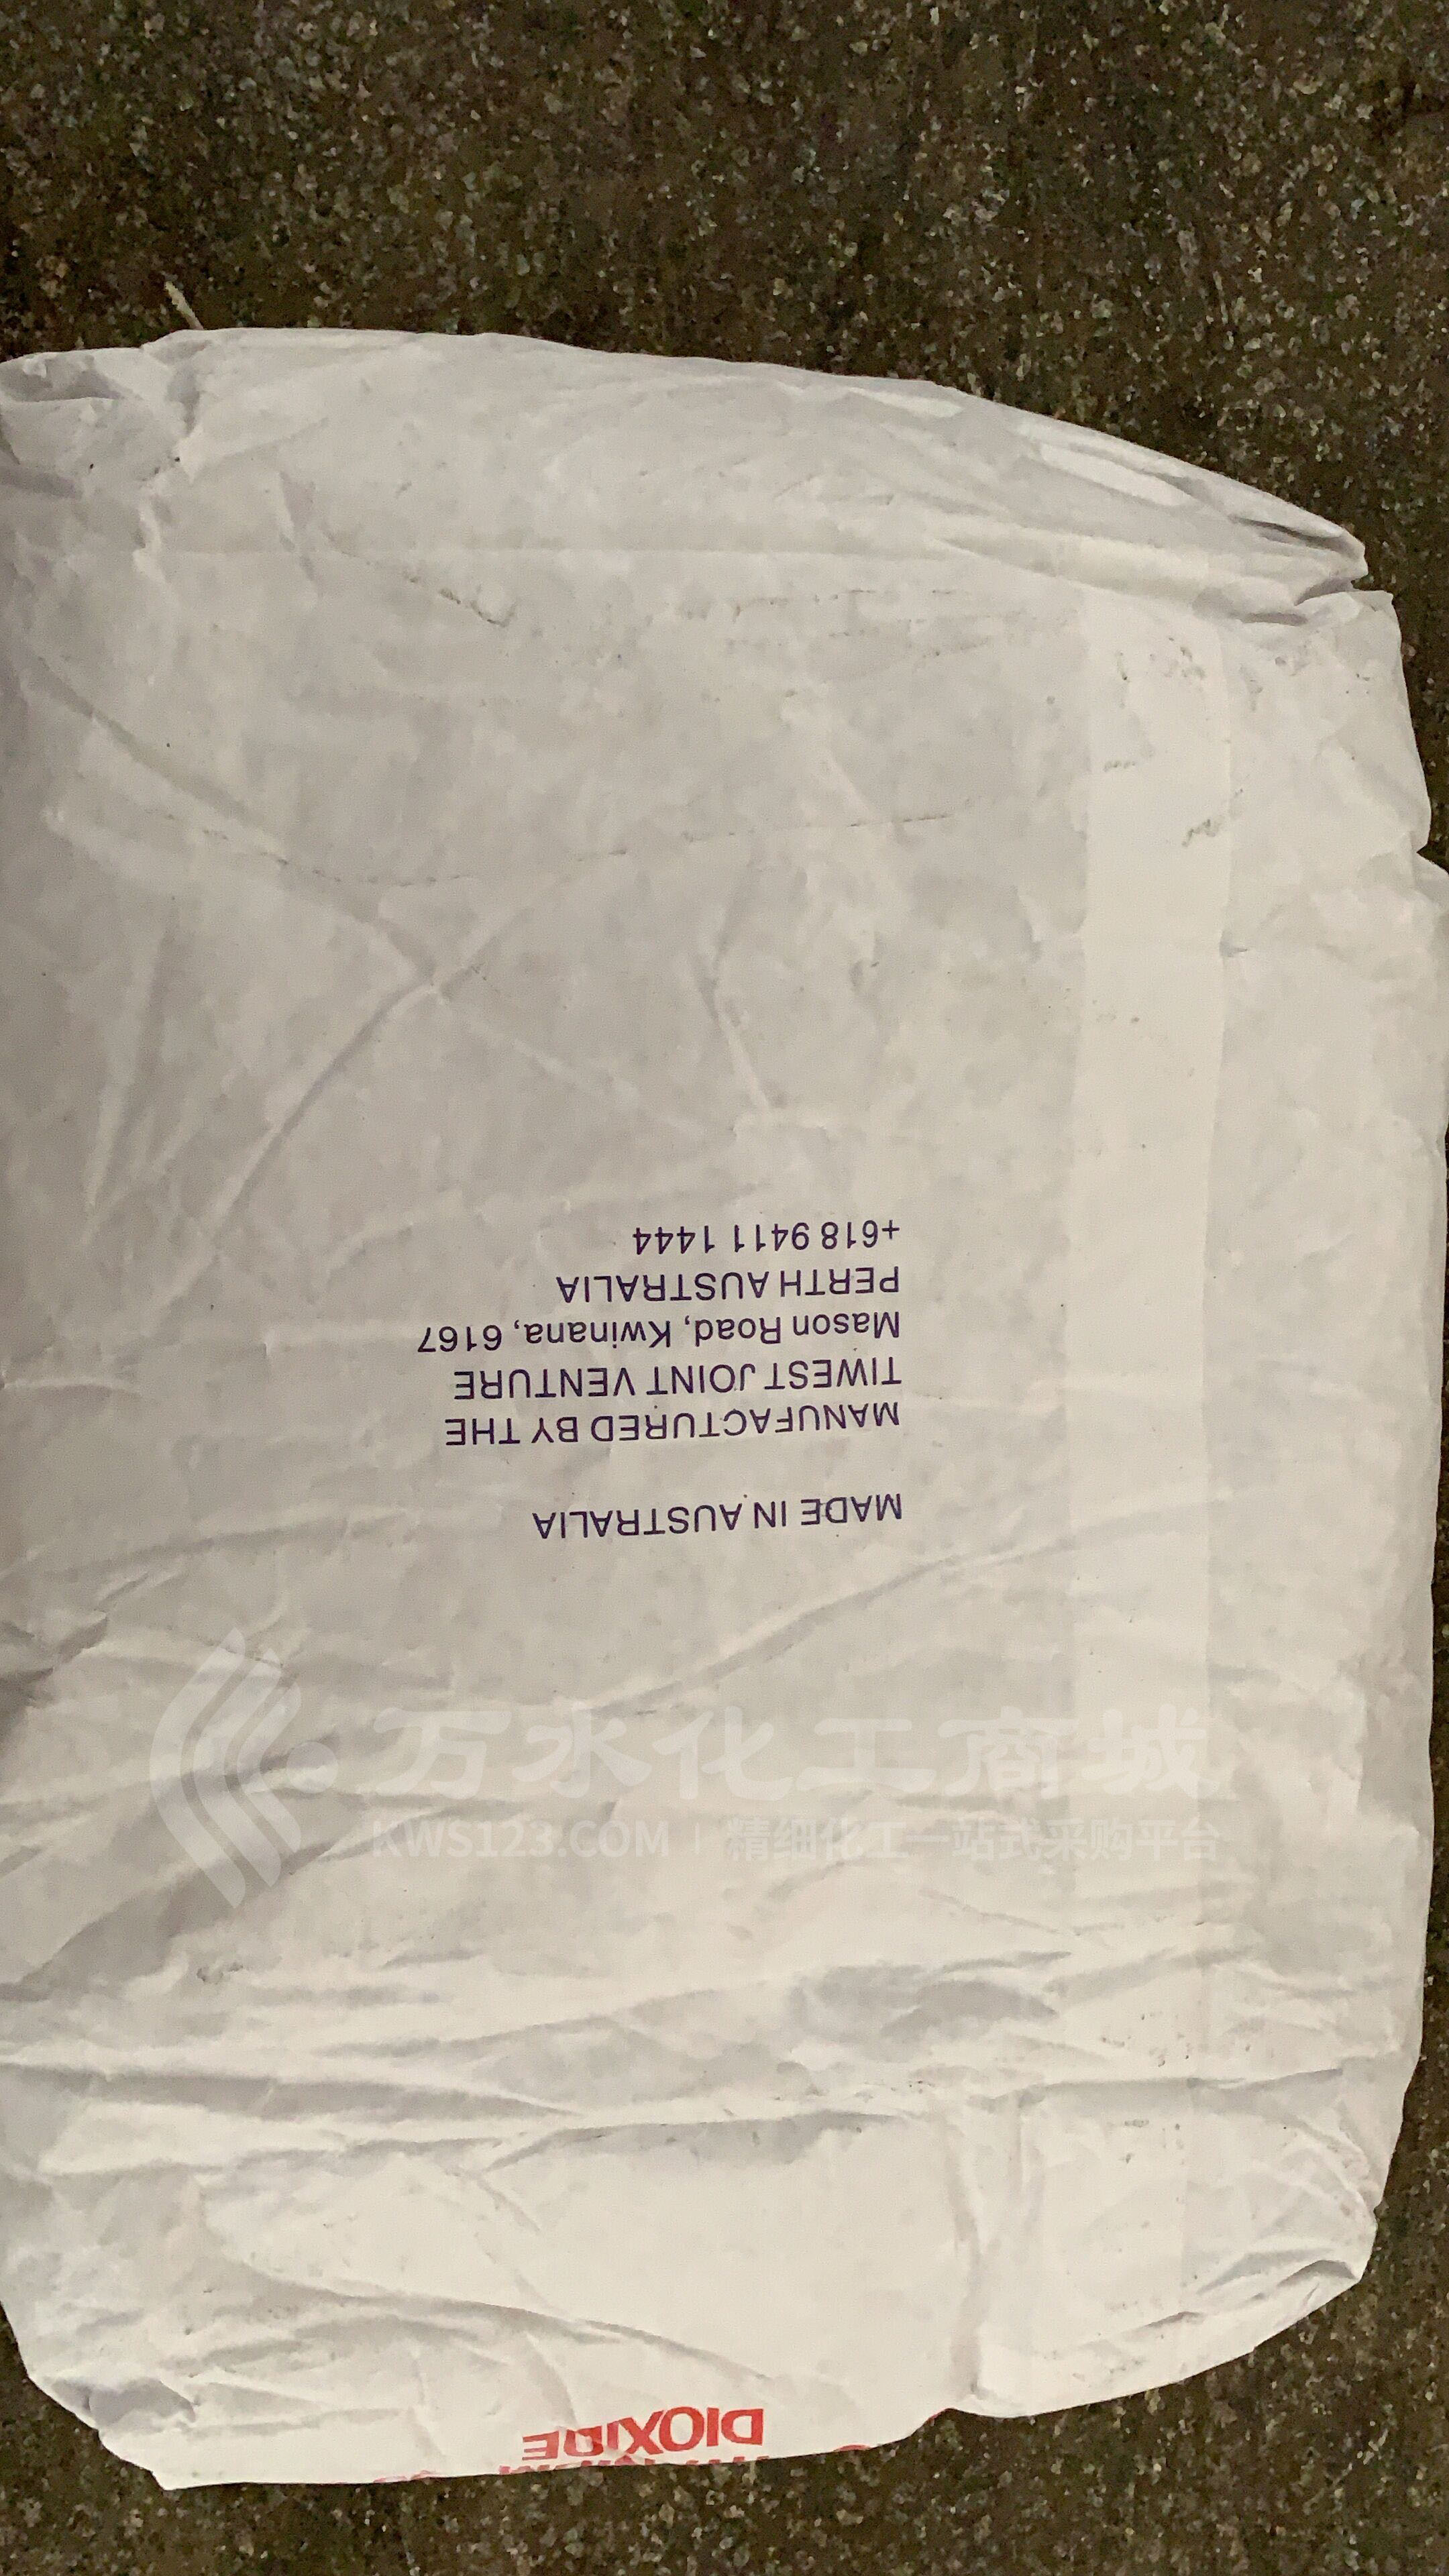 DIOXIDE
MADE IN AUSTRALIA
MANUFACTURED BY THE
TIWEST JOINT VENTURE
Mason Road, Kwinana, 6167
PERTH AUSTRALIA
+618 9411 1444
万水化工商城
KWS123.COM | 精细化工一站式采购平台